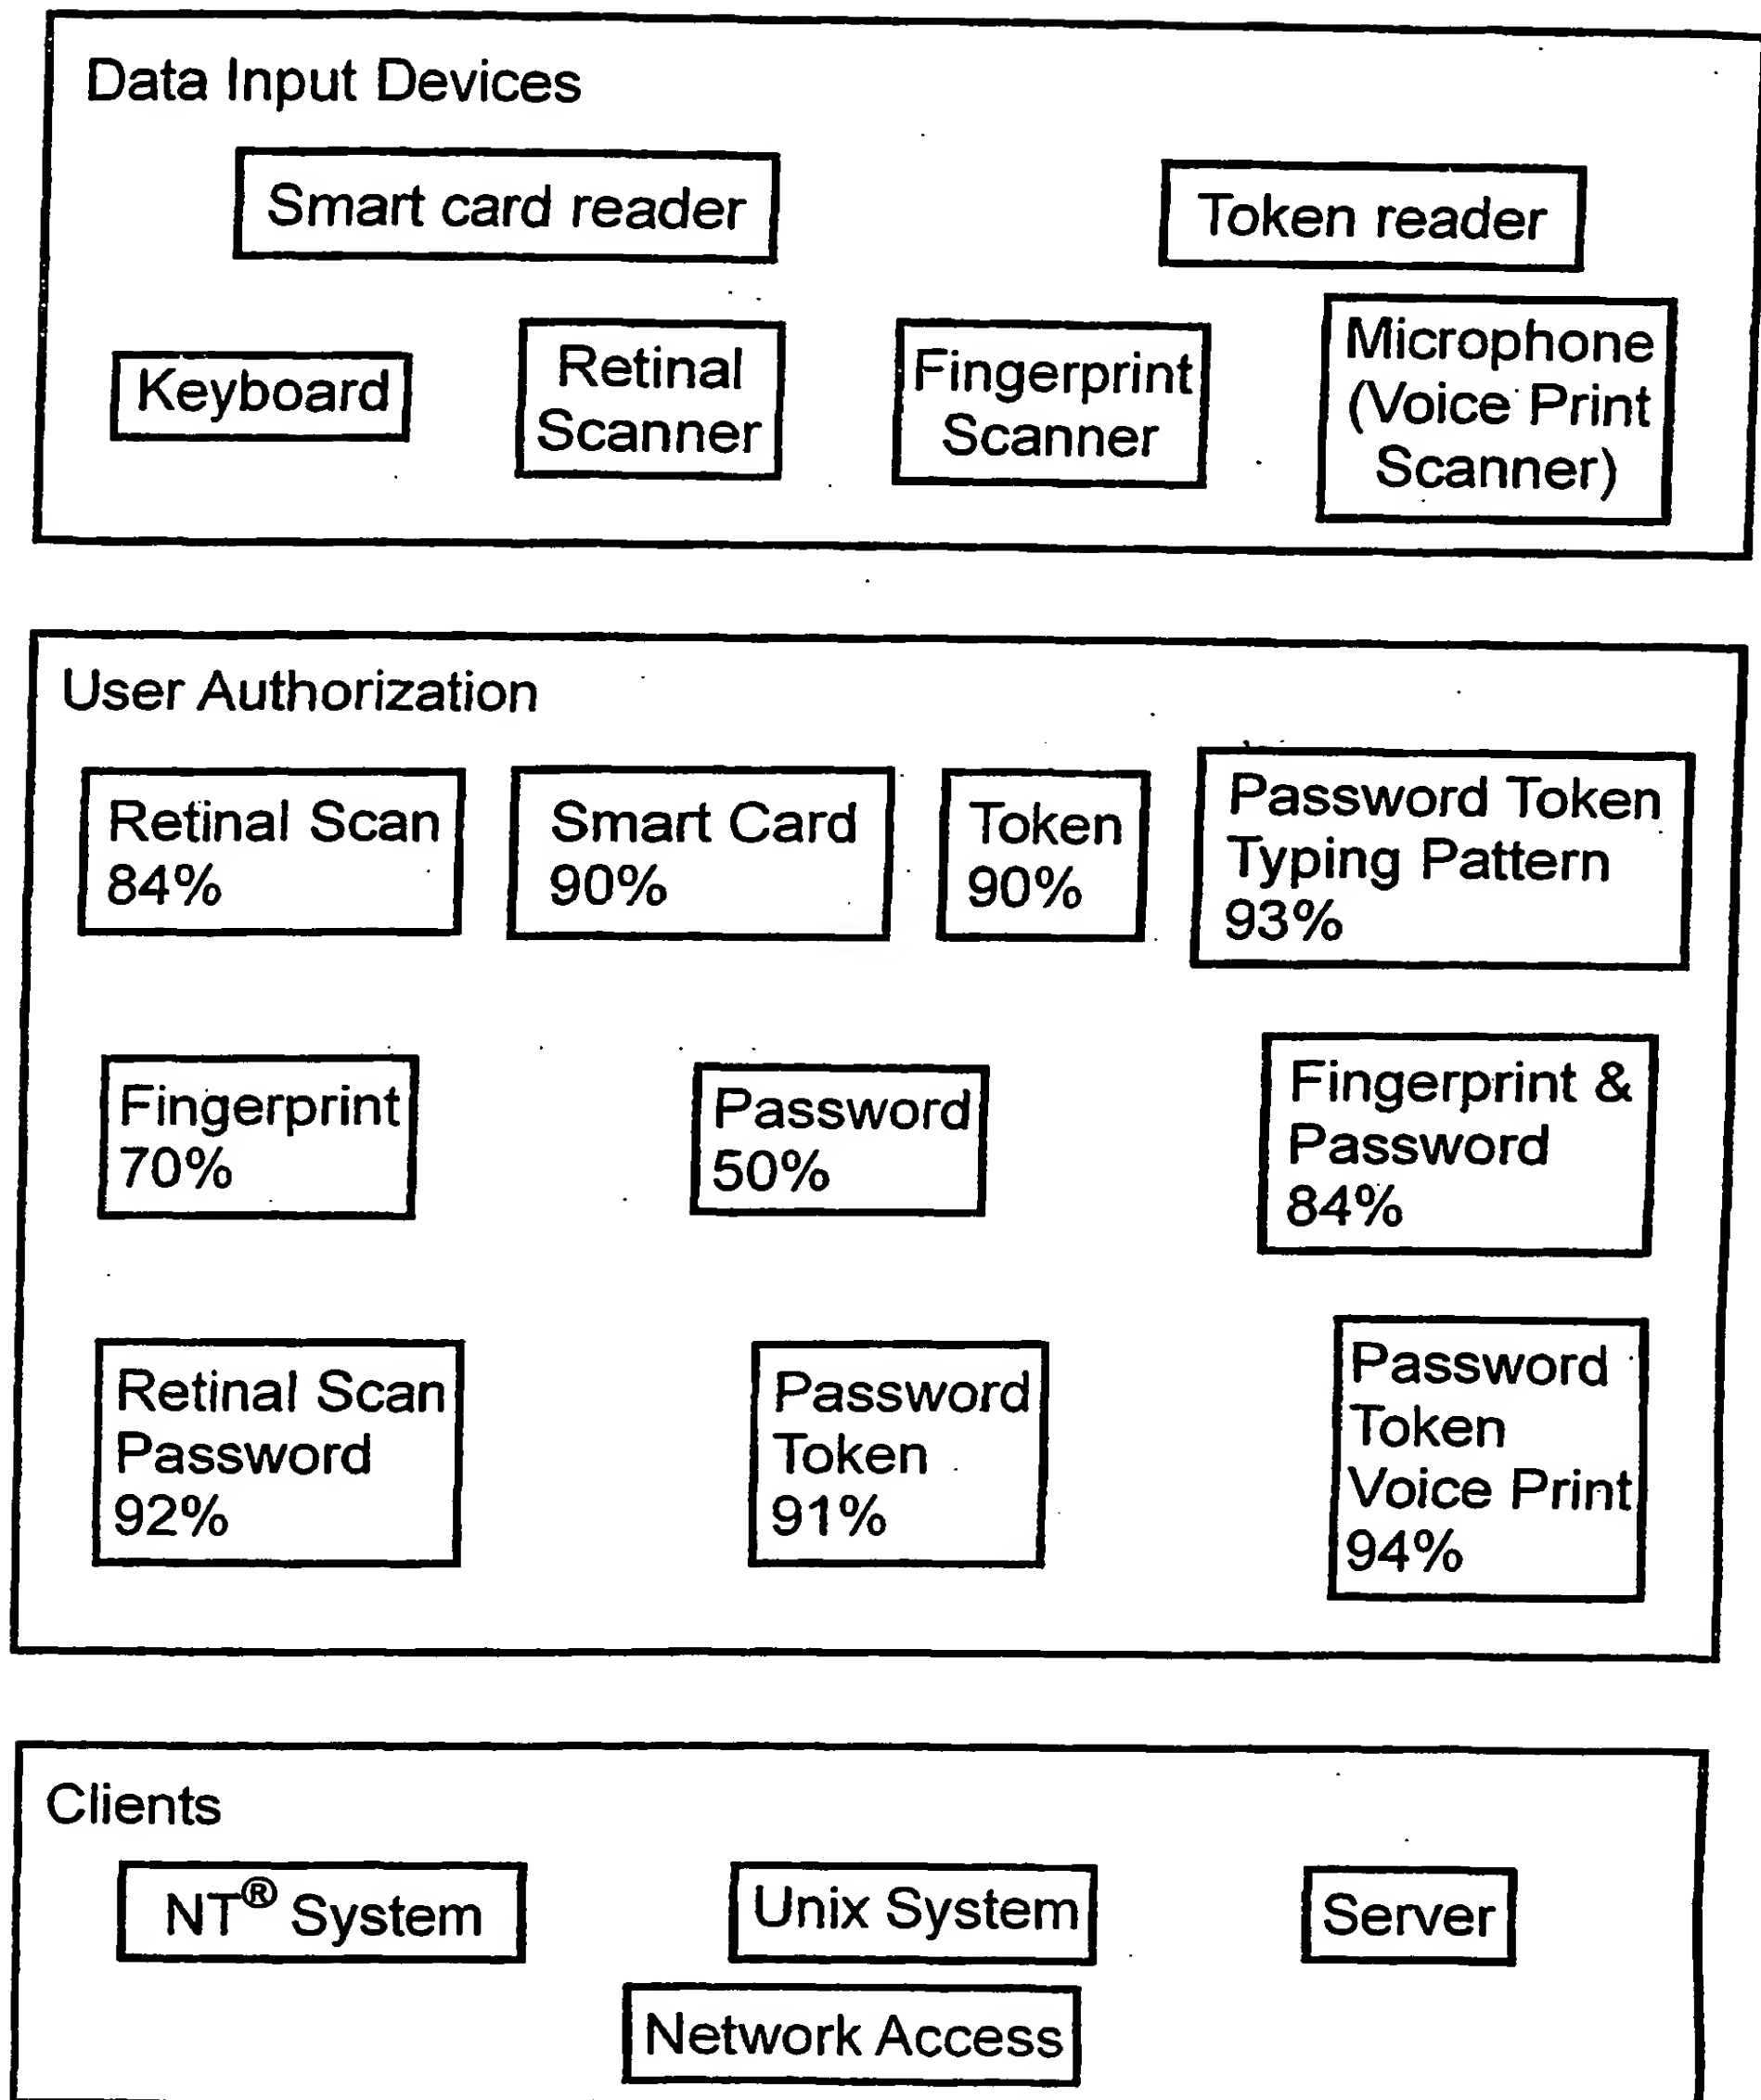 Data Input Devices
Smart card reader
Token reader
Keyboard
Retinal
Scanner
Fingerprint
Scanner
Microphone
(Voice Print
Scanner)
User Authorization
Retinal Scan
84%
Smart Card
90%
Token
90%
Password Token
Typing Pattern
93%
Fingerprint
70%
Password
50%
Fingerprint &
Password
84%
Retinal Scan
Password
92%
Password
Token
91%
Password
Token
Voice Print
94%
Clients
NT® System
Unix System
Server
Network Access